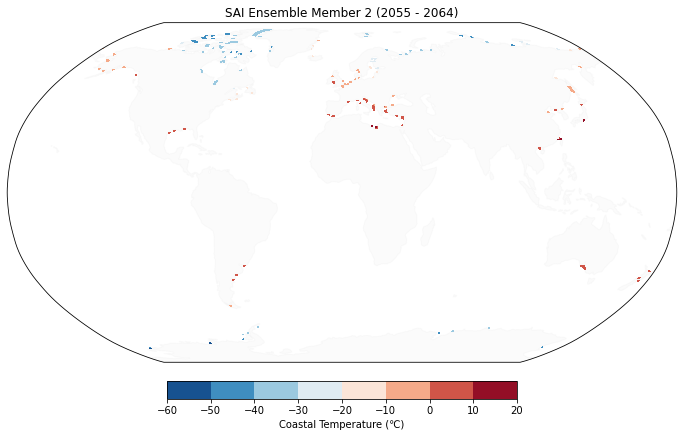 SAI Ensemble Member 2 (2055 - 2064)
−60 −50 −40 −30 −20 −10 0 10 20
Coastal Temperature (℃)